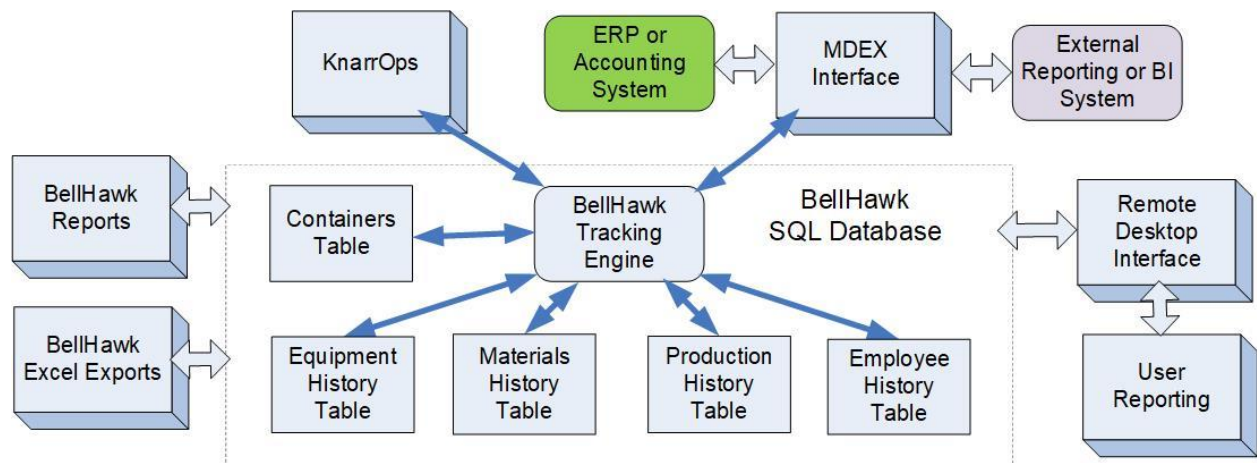 KnarrOps
ERP or
Accounting
System
MDEX
Interface
External
Reporting or BI
System
BellHawk
Reports
Containers
Table
BellHawk
Tracking
Engine
BellHawk
SQL Database
Remote
Desktop
Interface
BellHawk
Excel Exports
Equipment
History
Table
Materials
History
Table
Production
History
Table
Employee
History
Table
User
Reporting